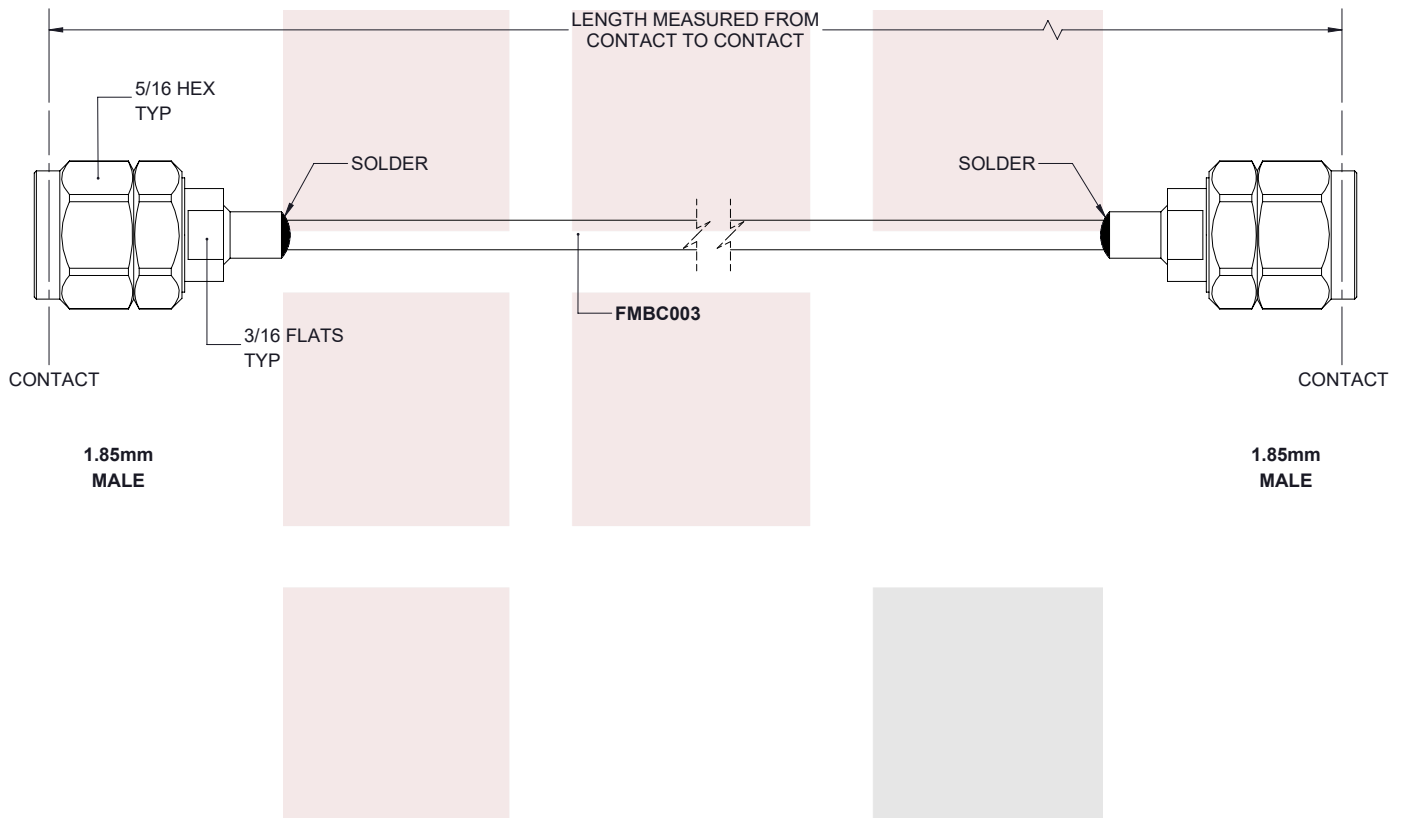 LENGTH MEASURED FROM
CONTACT TO CONTACT
5/16 HEX
TYP
SOLDER
SOLDER
FMBC003
3/16 FLATS
TYP
CONTACT
CONTACT
1.85mm
MALE
1.85mm
MALE